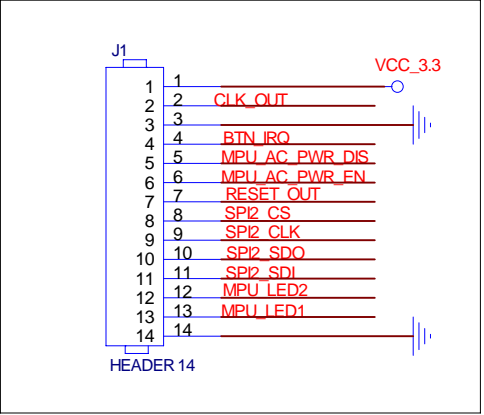 J1
VCC_3.3
1 1
2 2 CLK_OUT
3 3
4 4 BTN_IRQ
5 5 MPU_AC_PWR_DIS
6 6 MPU_AC_PWR_EN
7 7 RESET_OUT
8 8 SPI2_CS
9 9 SPI2_CLK
10 10 SPI2_SDO
11 11 SPI2_SDI
12 12 MPU_LED2
13 13 MPU_LED1
14 14
HEADER 14